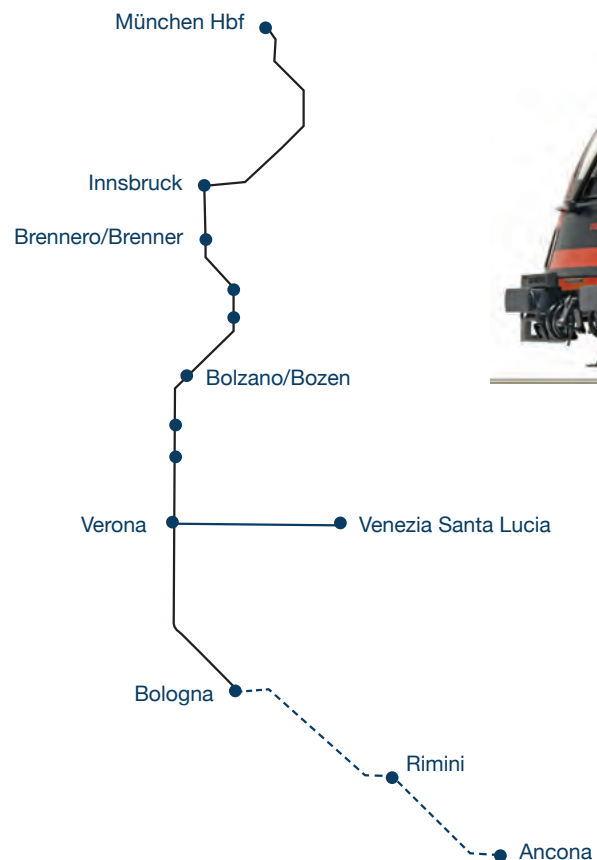 München Hbf
Innsbruck
Brennero/Brenner
Bolzano/Bozen
Verona
Venezia Santa Lucia
Bologna
Rimini
Ancona